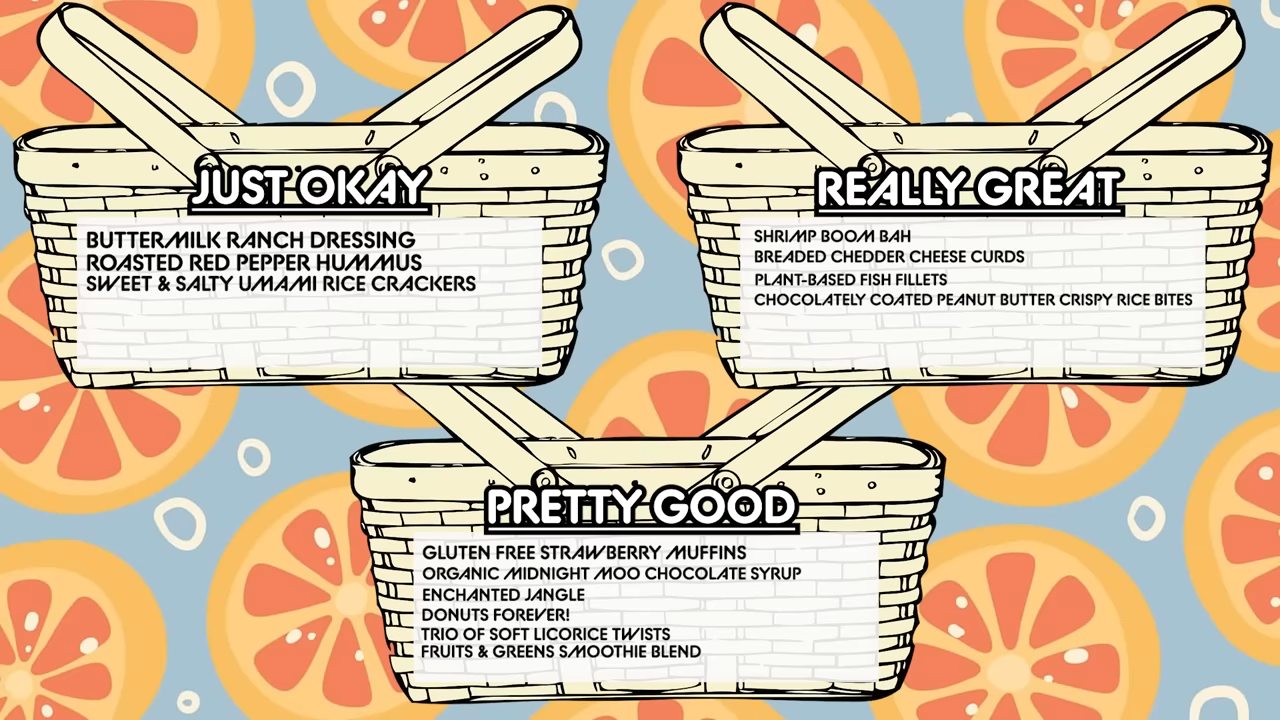 JUST OKAY
BUTTERMILK RANCH DRESSING
ROASTED RED PEPPER HUMMUS
SWEET & SALTY UMAMI RICE CRACKERS
REALLY GREAT
SHRIMP BOOM BAH
BREADED CHEDDER CHEESE CURDS
PLANT-BASED FISH FILLETS
CHOCOLATELY COATED PEANUT BUTTER CRISPY RICE BITES
PRETTY GOOD
GLUTEN FREE STRAWBERRY MUFFINS
ORGANIC MIDNIGHT MOO CHOCOLATE SYRUP
ENCHANTED JANGLE
DONUTS FOREVER!
TRIO OF SOFT LICORICE TWISTS
FRUITS & GREENS SMOOTHIE BLEND